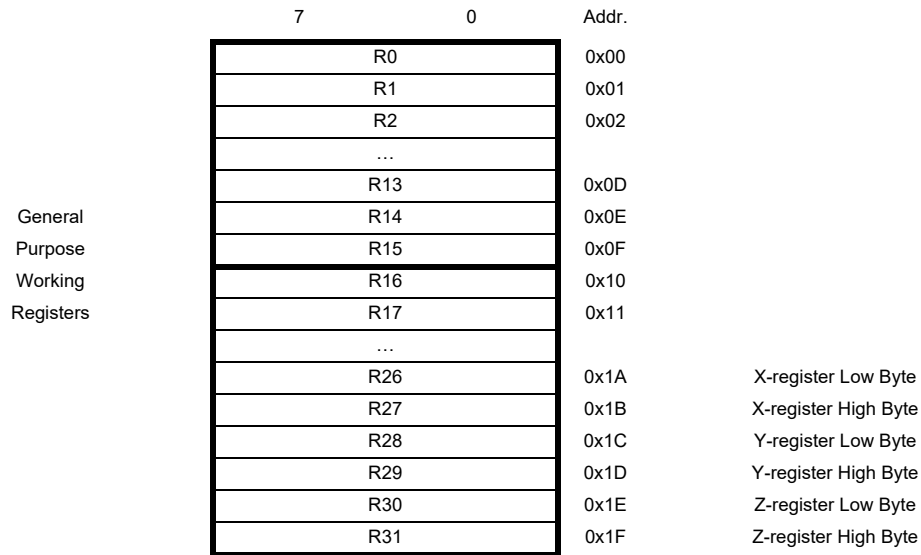 7 0 Addr.
R0 0x00
R1 0x01
R2 0x02
…
R13 0x0D
General R14 0x0E
Purpose R15 0x0F
Working R16 0x10
Registers R17 0x11
…
R26 0x1A X-register Low Byte
R27 0x1B X-register High Byte
R28 0x1C Y-register Low Byte
R29 0x1D Y-register High Byte
R30 0x1E Z-register Low Byte
R31 0x1F Z-register High Byte